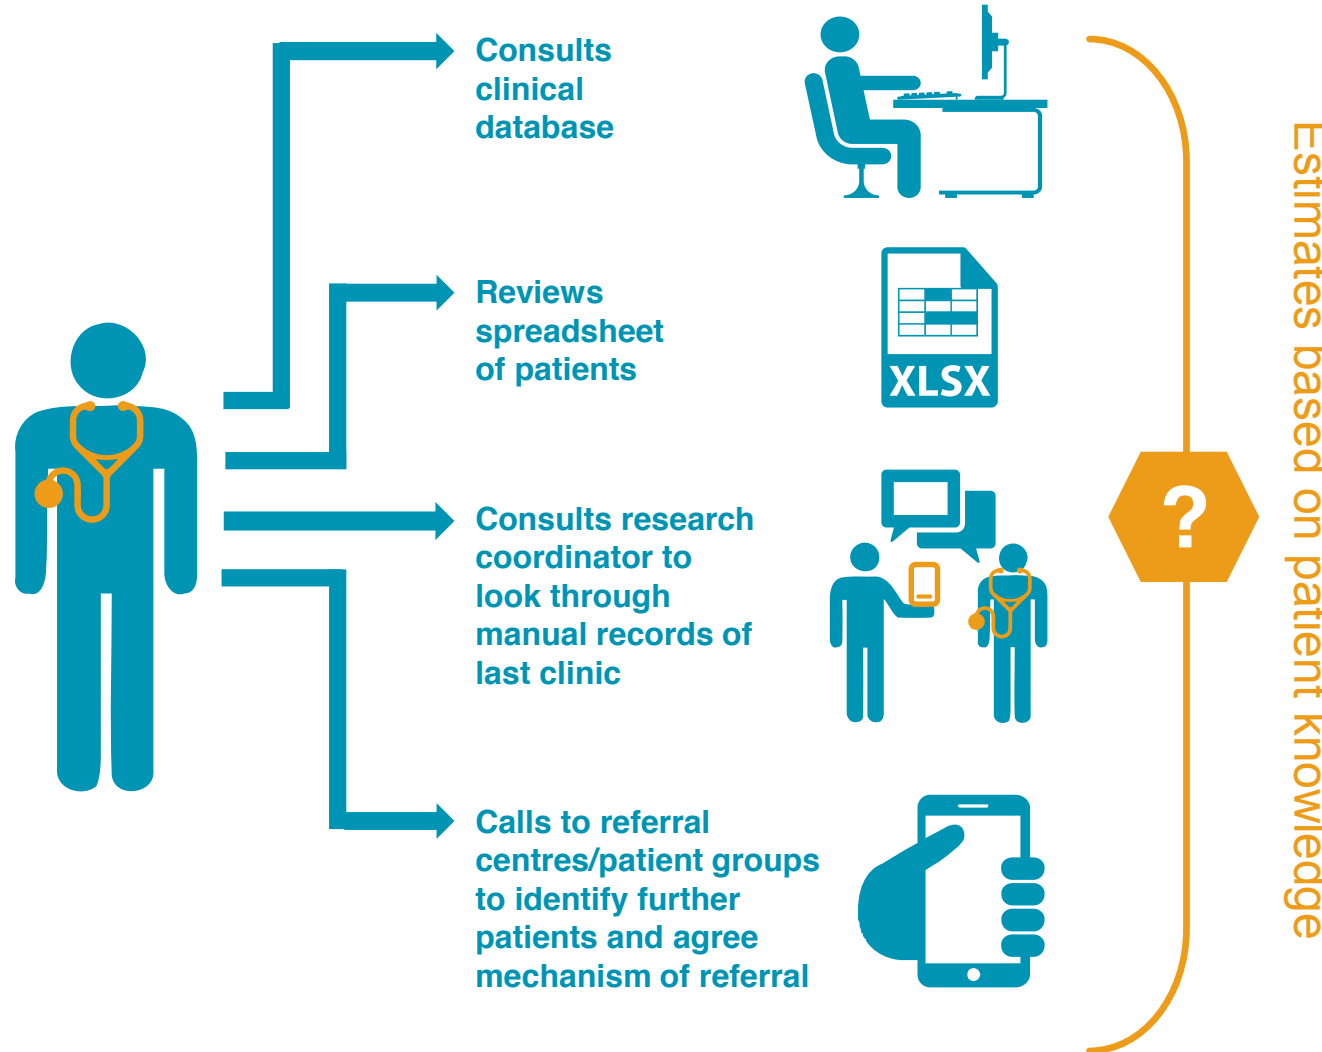 Consults
clinical
database
Reviews
spreadsheet
of patients
XLSX
Consults research
coordinator to
look through
manual records of
last clinic
Calls to referral
centres/patient groups
to identify further
patients and agree
mechanism of referral
?
Estimates based on patient knowledge